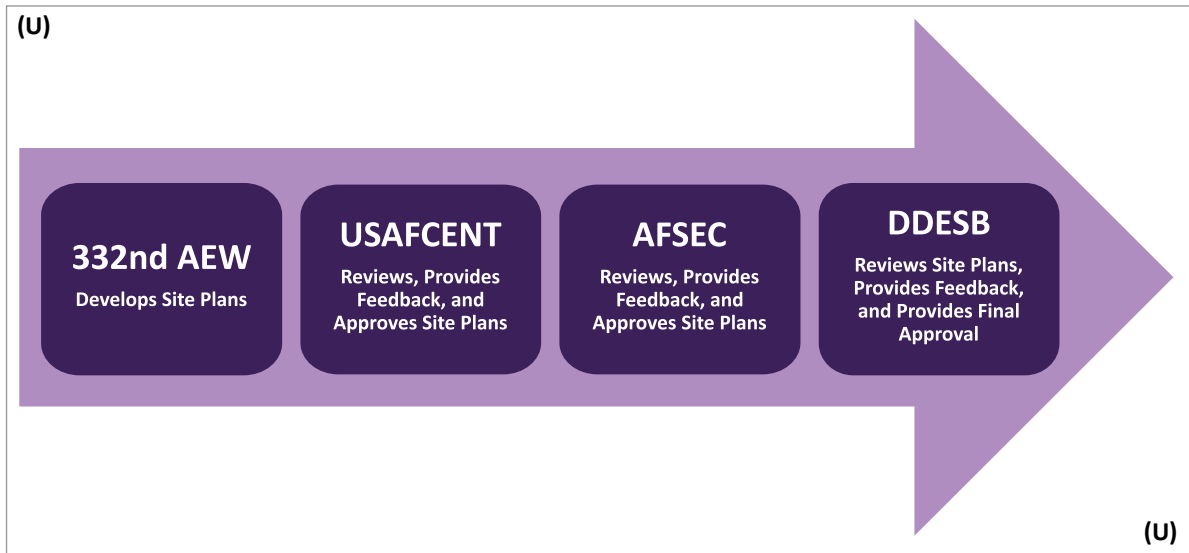 (U)
332nd AEW
Develops Site Plans
USAFCENT
Reviews, Provides
Feedback, and
Approves Site Plans
AFSEC
Reviews, Provides
Feedback, and
Approves Site Plans
DDESB
Reviews Site Plans,
Provides Feedback,
and Provides Final
Approval
(U)